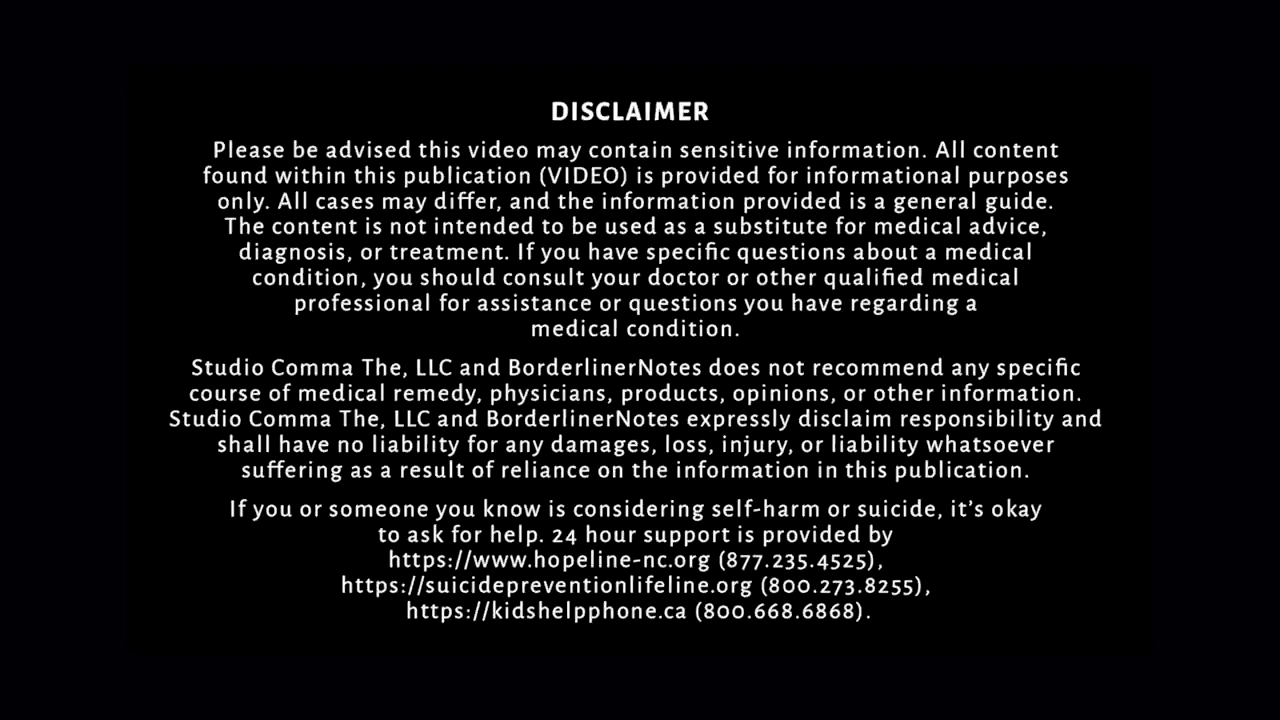 DISCLAIMER
Please be advised this video may contain sensitive information. All content
found within this publication (VIDEO) is provided for informational purposes
only. All cases may differ, and the information provided is a general guide.
The content is not intended to be used as a substitute for medical advice,
diagnosis, or treatment. If you have specific questions about a medical
condition, you should consult your doctor or other qualified medical
professional for assistance or questions you have regarding a
medical condition.
Studio Comma The, LLC and BorderlinerNotes does not recommend any specific
course of medical remedy, physicians, products, opinions, or other information.
Studio Comma The, LLC and BorderlinerNotes expressly disclaim responsibility and
shall have no liability for any damages, loss, injury, or liability whatsoever
suffering as a result of reliance on the information in this publication.
If you or someone you know is considering self-harm or suicide, it’s okay
to ask for help. 24 hour support is provided by
https://www.hopeline-nc.org (877.235.4525),
https://suicidepreventionlifeline.org (800.273.8255),
https://kidshelpphone.ca (800.668.6868).